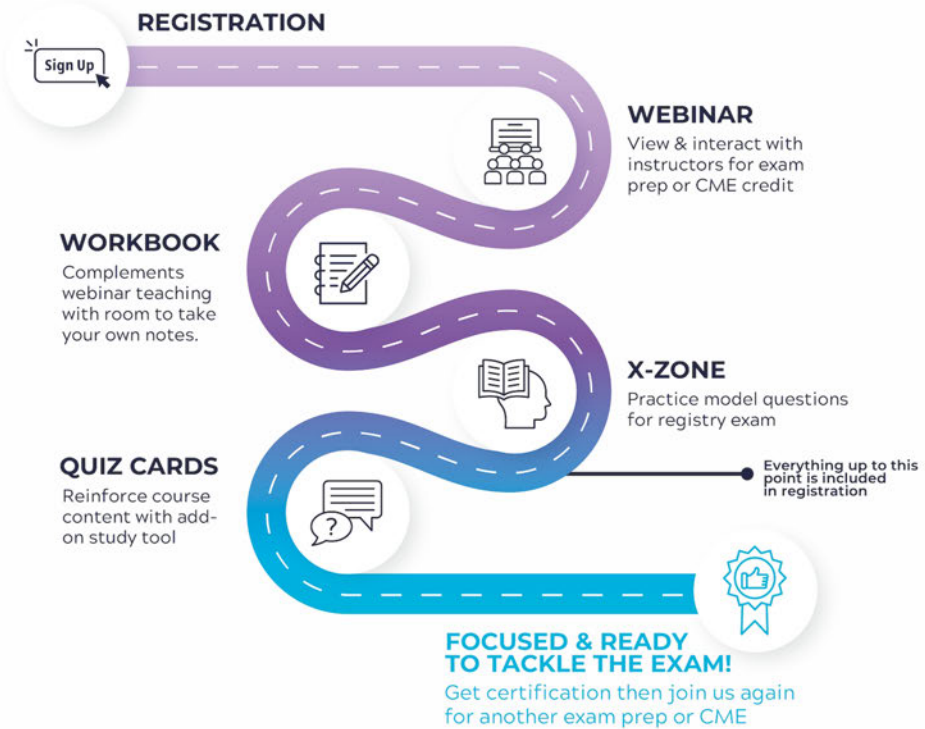 REGISTRATION
Sign Up
WEBINAR
View & interact with
instructors for exam
prep or CME credit
WORKBOOK
Complements
webinar teaching
with room to take
your own notes.
X-ZONE
Practice model questions
for registry exam
Everything up to this
point is included
in registration
QUIZ CARDS
Reinforce course
content with add-
on study tool
?
FOCUSED & READY
TO TACKLE THE EXAM!
Get certification then join us again
for another exam prep or CME